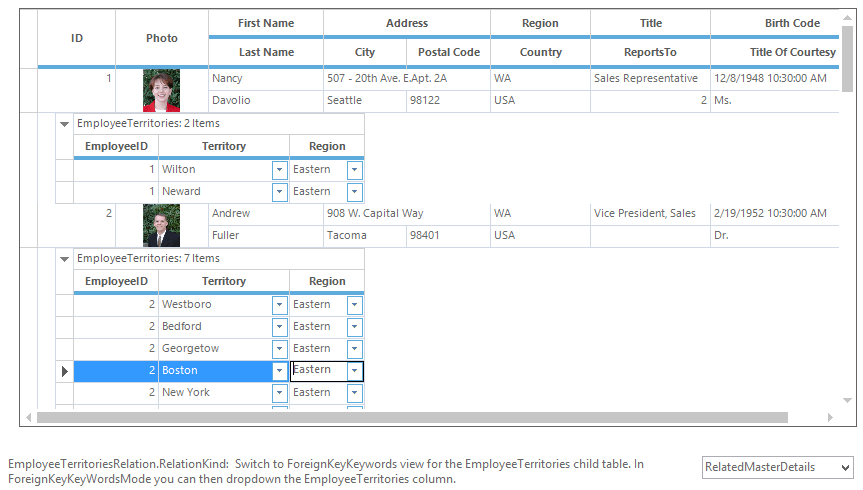 ID Photo First Name Address Region Title Birth Code
Last Name City Postal Code Country ReportsTo Title Of Courtesy
1 Nancy 507 - 20th Ave. E.Apt. 2A WA Sales Representative 12/8/1948 10:30:00 AM
Davolio Seattle 98122 USA 2 Ms.
EmployeeTerritories: 2 Items
EmployeeID Territory Region
1 Wilton Eastern
1 Neward Eastern
2 Andrew 908 W. Capital Way WA Vice President, Sales 2/19/1952 10:30:00 AM
Fuller Tacoma 98401 USA Dr.
EmployeeTerritories: 7 Items
EmployeeID Territory Region
2 Westboro Eastern
2 Bedford Eastern
2 Georgetow Eastern
2 Boston Eastern
2 New York Eastern
EmployeeTerritoriesRelation.RelationKind: Switch to ForeignKeyKeywords view for the EmployeeTerritories child table. In
ForeignKeyKeyWordsMode you can then dropdown the EmployeeTerritories column.
RelatedMasterDetails